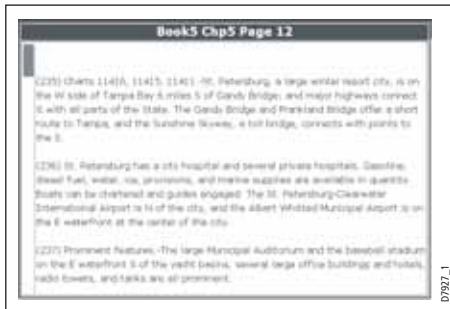 Book5 Chp5 Page 12
(235) Charts 11416, 11415, 11411 -St. Petersburg, a large winter resort city, is on
the W side of Tampa Bay 6 miles S of Gandy Bridge; and major highways connect
it with all parts of the State. The Gandy Bridge and Frankland Bridge offer a short
route to Tampa, and the Sunshine Skyway, a toll bridge, connects with points to
the S.
(236) St. Petersburg has a city hospital and several private hospitals. Gasoline,
diesel fuel, water, ice, provisions, and marine supplies are available in quantity.
Boats can be chartered and guides engaged. The St. Petersburg-Clearwater
International Airport is N of the city, and the Albert Whitted Municipal Airport is on
the E waterfront at the center of the city.
(237) Prominent features.-The large Municipal Auditorium and the baseball stadium
on the E waterfront S of the yacht basins, several large office buildings and hotels,
radio towers, and tanks are all prominent.
D7927_1